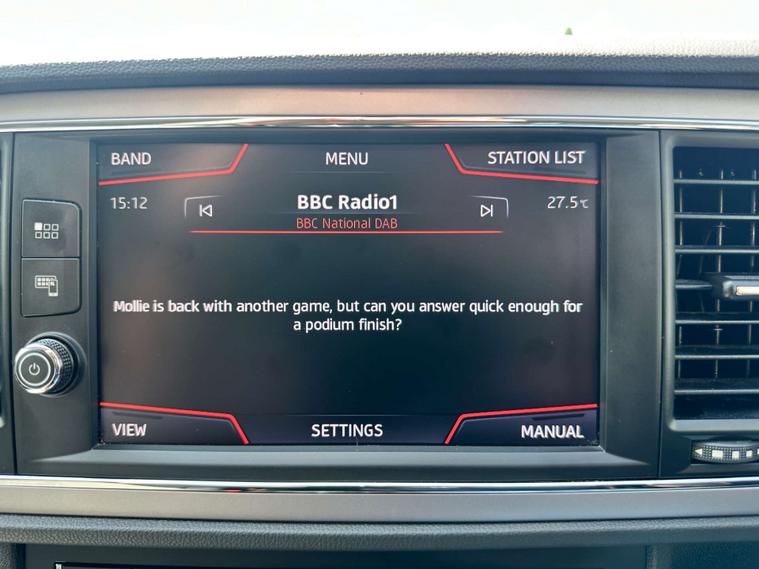 BAND MENU STATION LIST
15:12 BBC Radio1 27.5°C
BBC National DAB
Mollie is back with another game, but can you answer quick enough for
a podium finish?
VIEW SETTINGS MANUAL